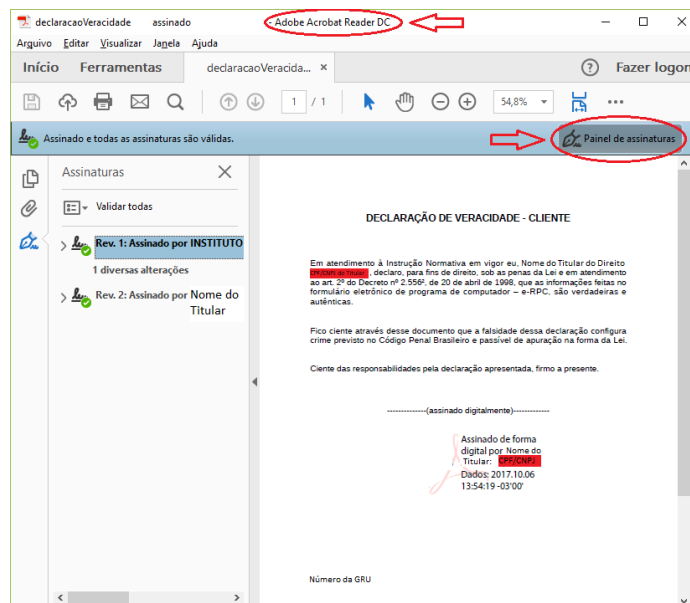 declaracaoVeracidade assinado - Adobe Acrobat Reader DC
Arquivo Editar Visualizar Janela Ajuda
Início Ferramentas declaracaoVeracida... × ? Fazer logon
1 / 1 54,8%
Assinado e todas as assinaturas são válidas. Painel de assinaturas
Assinaturas
Validar todas
Rev. 1: Assinado por INSTITUTO
1 diversas alterações
Rev. 2: Assinado por Nome do
Titular
DECLARAÇÃO DE VERACIDADE - CLIENTE
Em atendimento à Instrução Normativa em vigor eu, Nome do Titular do Direito
CPF/CNPJ do Titular, declaro, para fins de direito, sob as penas da Lei e em atendimento
ao art. 2º do Decreto nº 2.556², de 20 de abril de 1998, que as informações feitas no
formulário eletrônico de programa de computador – e-RPC, são verdadeiras e
autênticas.
Fico ciente através desse documento que a falsidade dessa declaração configura
crime previsto no Código Penal Brasileiro e passível de apuração na forma da Lei.
Ciente das responsabilidades pela declaração apresentada, firmo a presente.
--------------(assinado digitalmente)-------------
Assinado de forma
digital por Nome do
Titular: CPF/CNPJ
Dados: 2017.10.06
13:54:19 -03'00'
Número da GRU